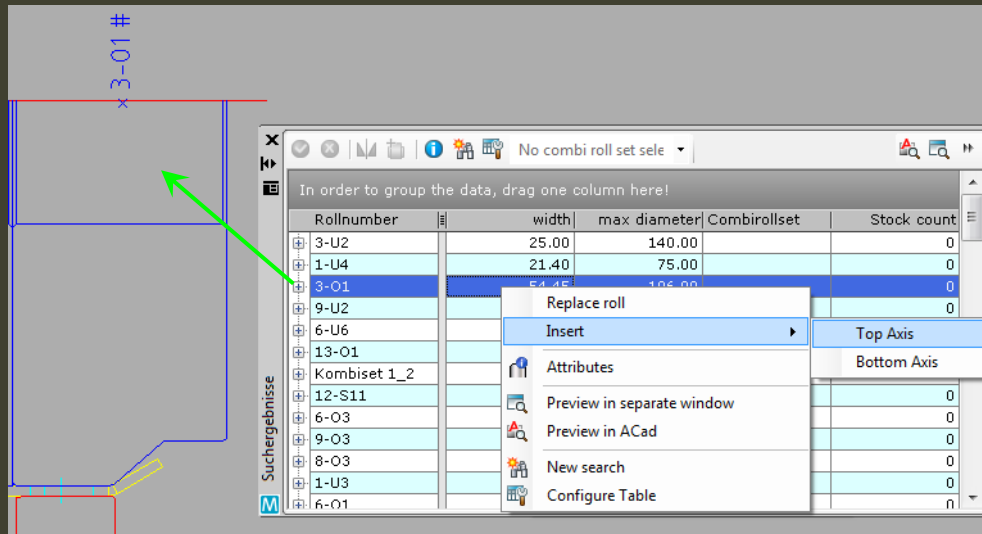 × 3-01 #
No combi roll set sele
In order to group the data, drag one column here!
Rollnumber width max diameter Combirollset Stock count
3-U2 25.00 140.00 0
1-U4 21.40 75.00 0
3-O1 54.45 106.00 0
9-U2
6-U6
13-O1
Kombiset 1_2
12-S11 0
6-O3 0
9-O3 0
8-O3 0
1-U3 0
6-O1 0
Replace roll
Insert
Attributes
Preview in separate window
Preview in ACad
New search
Configure Table
Top Axis
Bottom Axis
Suchergebnisse
M